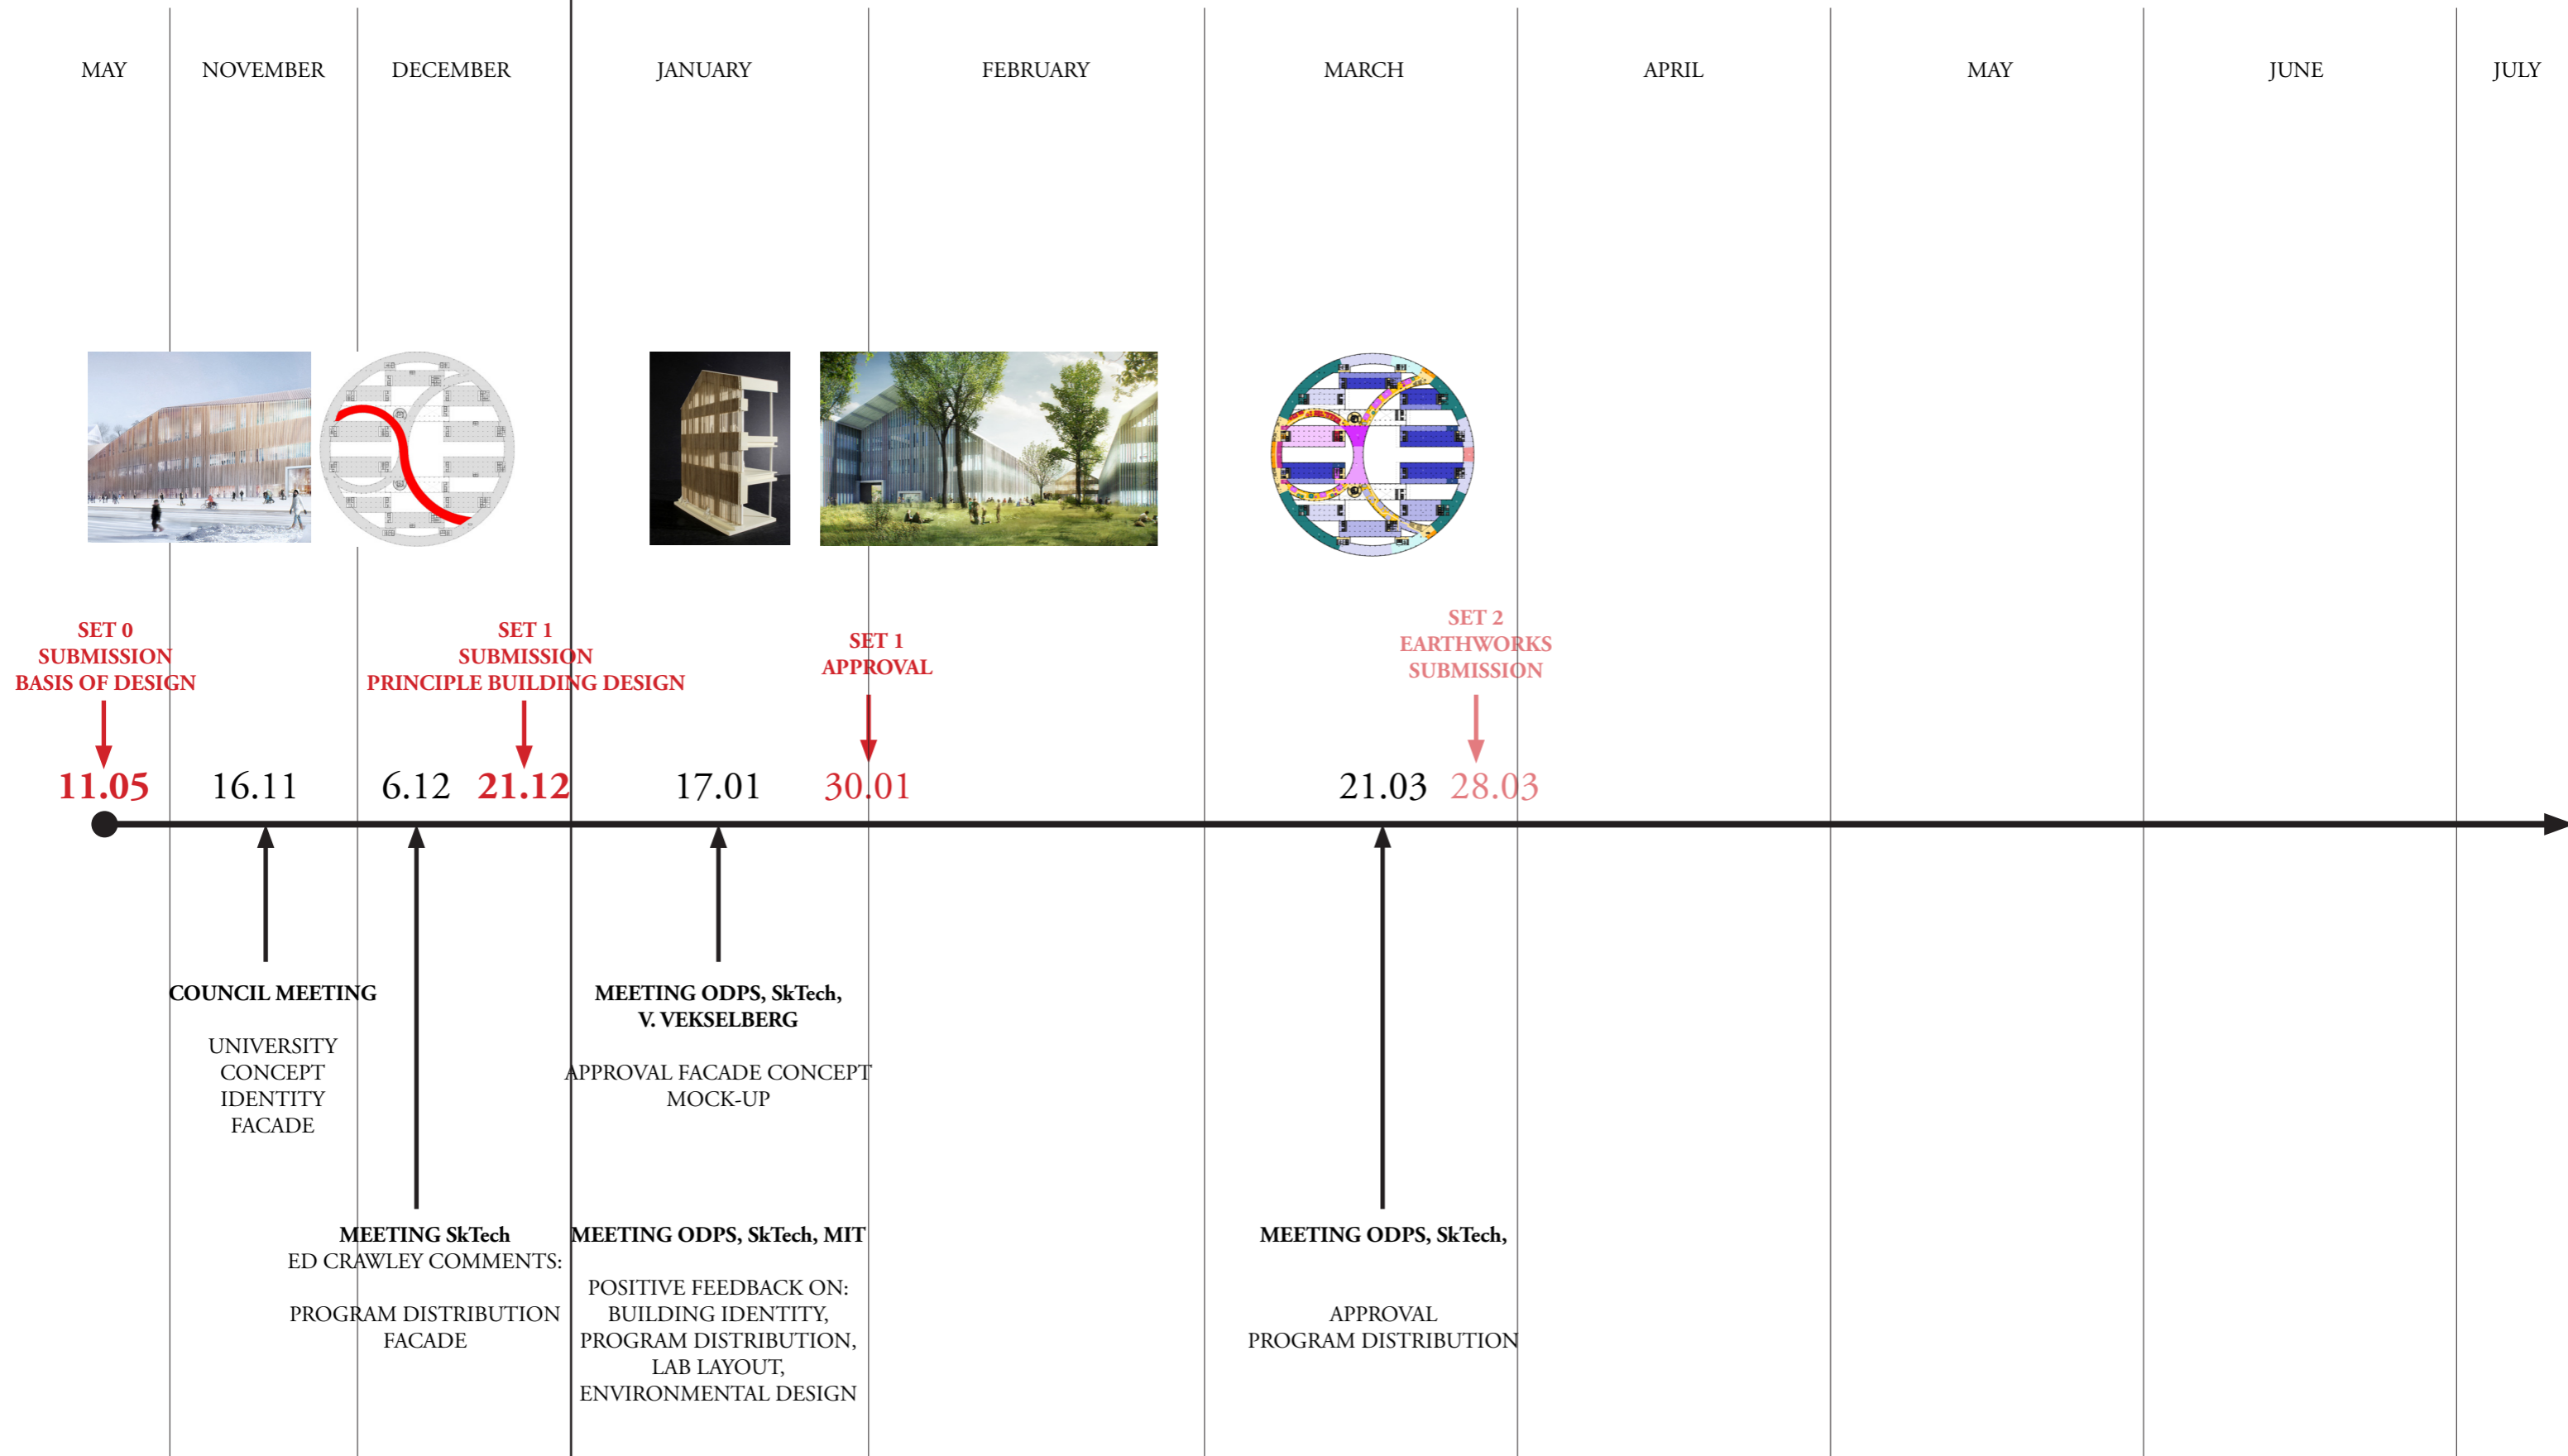 MAY
NOVEMBER
DECEMBER
JANUARY
FEBRUARY
MARCH
APRIL
MAY
JUNE
JULY
SET 0
SUBMISSION
BASIS OF DESIGN
SET 1
SUBMISSION
PRINCIPLE BUILDING DESIGN
SET 1
APPROVAL
SET 2
EARTHWORKS
SUBMISSION
11.05
16.11
6.12
21.12
17.01
30.01
21.03
28.03
COUNCIL MEETING
UNIVERSITY
CONCEPT
IDENTITY
FACADE
MEETING ODPS, SkTech,
V. VEKSELBERG
APPROVAL FACADE CONCEPT
MOCK-UP
MEETING SkTech
ED CRAWLEY COMMENTS:
PROGRAM DISTRIBUTION
FACADE
MEETING ODPS, SkTech, MIT
POSITIVE FEEDBACK ON:
BUILDING IDENTITY,
PROGRAM DISTRIBUTION,
LAB LAYOUT,
ENVIRONMENTAL DESIGN
MEETING ODPS, SkTech,
APPROVAL
PROGRAM DISTRIBUTION